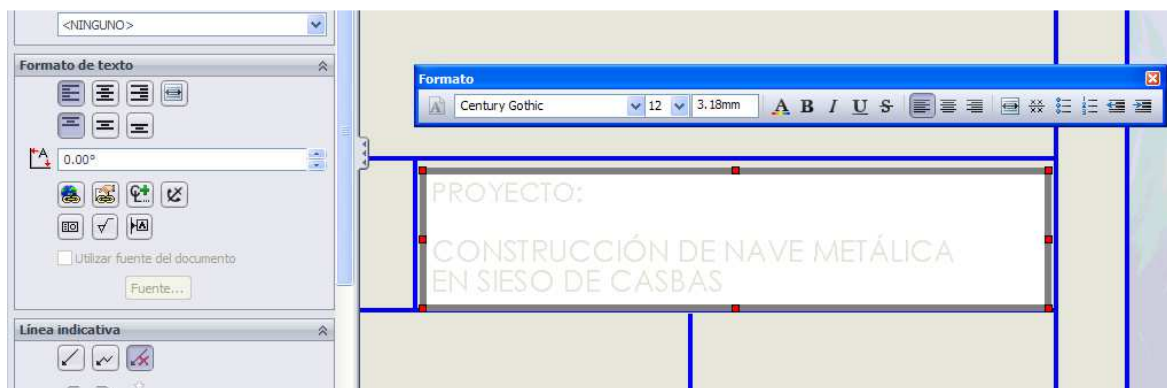 <NINGUNO>
Formato de texto
0.00°
Utilizar fuente del documento
Fuente...
Línea indicativa
Formato
Century Gothic
12
3.18mm
A B I U S
PROYECTO:
CONSTRUCCIÓN DE NAVE METÁLICA
EN SIESO DE CASBAS